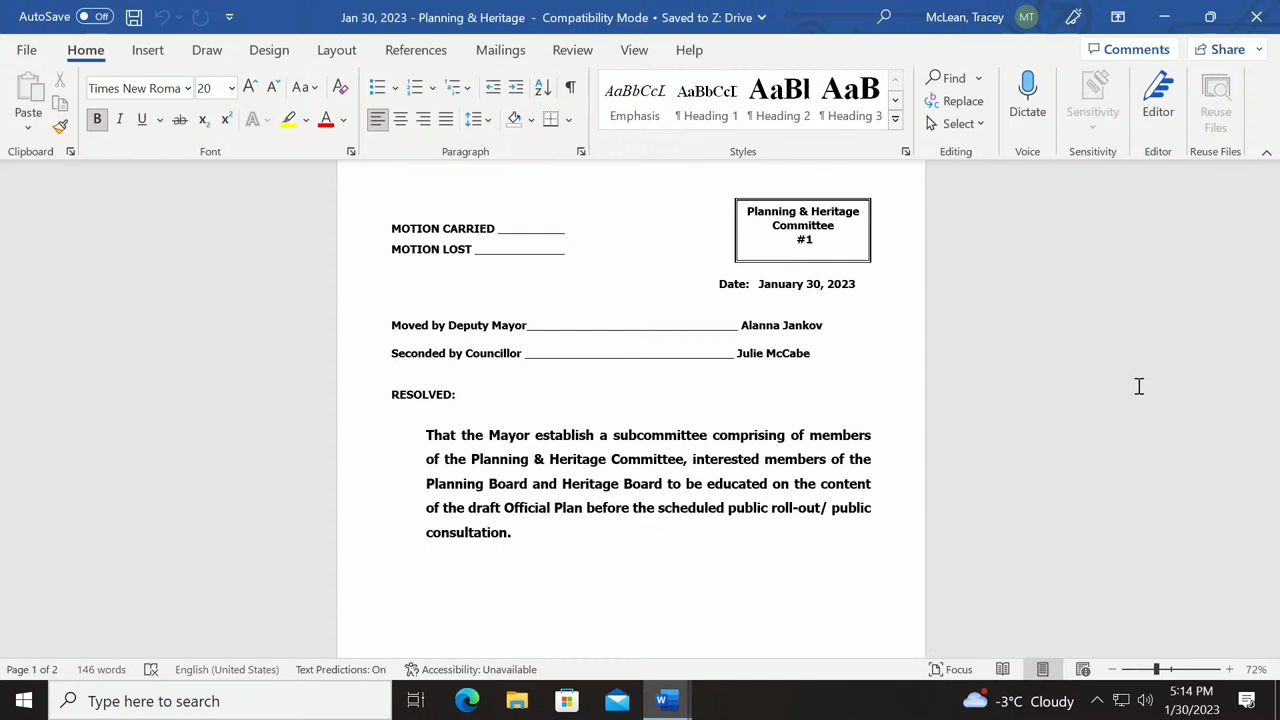 AutoSave Off Jan 30, 2023 - Planning & Heritage - Compatibility Mode • Saved to Z: Drive McLean, Tracey MT
File Home Insert Draw Design Layout References Mailings Review View Help Comments Share
Paste Times New Roma 20 Aa AaBbCcL AaBbCcI AaBl AaB Find Replace Select Dictate Sensitivity Editor Reuse Files
Emphasis ¶ Heading 1 ¶ Heading 2 ¶ Heading 3
Clipboard Font Paragraph Styles Editing Voice Sensitivity Editor Reuse Files
Planning & Heritage
Committee
#1
MOTION CARRIED __________
MOTION LOST _____________
Date: January 30, 2023
Moved by Deputy Mayor________________________________ Alanna Jankov
Seconded by Councillor ________________________________ Julie McCabe
RESOLVED:
That the Mayor establish a subcommittee comprising of members
of the Planning & Heritage Committee, interested members of the
Planning Board and Heritage Board to be educated on the content
of the draft Official Plan before the scheduled public roll-out/ public
consultation.
Page 1 of 2 146 words English (United States) Text Predictions: On Accessibility: Unavailable Focus 72%
Type here to search -3°C Cloudy 5:14 PM
1/30/2023